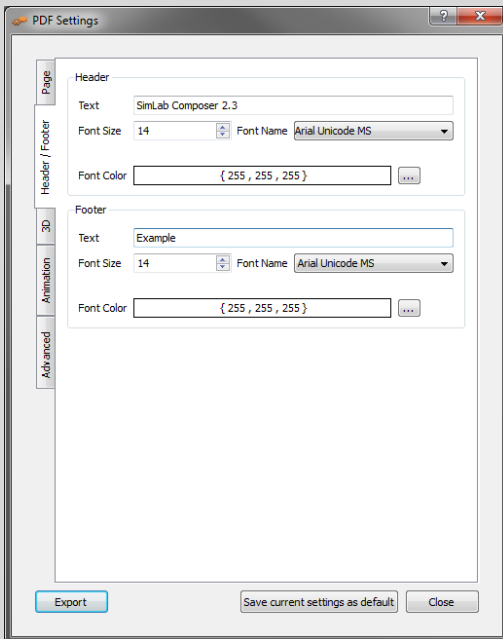 PDF Settings
?
Page
Header / Footer
3D
Animation
Advanced
Header
Text SimLab Composer 2.3
Font Size 14 Font Name Arial Unicode MS
Font Color { 255 , 255 , 255 } ...
Footer
Text Example
Font Size 14 Font Name Arial Unicode MS
Font Color { 255 , 255 , 255 } ...
Export Save current settings as default Close